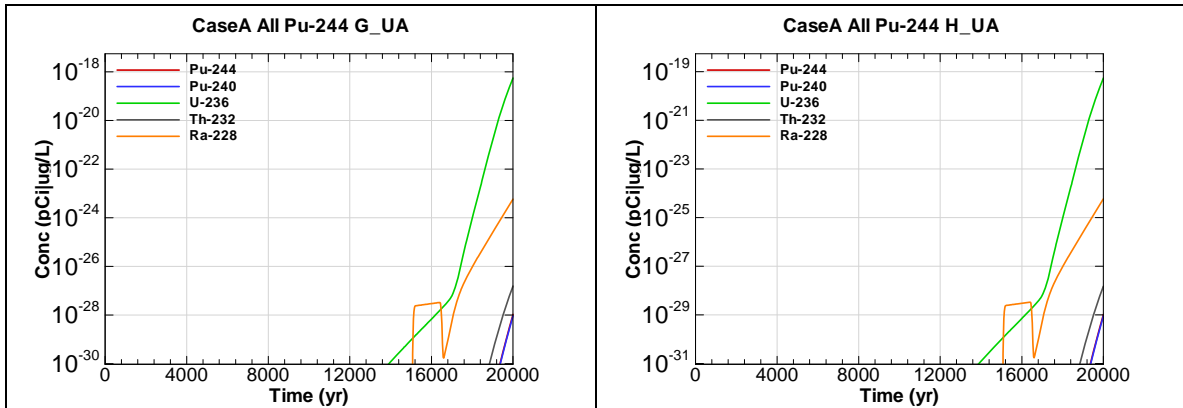 CaseA All Pu-244 G_UA
10^-18
10^-20
10^-22
10^-24
10^-26
10^-28
10^-30
Conc (pCi|ug/L)
Pu-244
Pu-240
U-236
Th-232
Ra-228
0 4000 8000 12000 16000 20000
Time (yr)
CaseA All Pu-244 H_UA
10^-19
10^-21
10^-23
10^-25
10^-27
10^-29
10^-31
Conc (pCi|ug/L)
Pu-244
Pu-240
U-236
Th-232
Ra-228
0 4000 8000 12000 16000 20000
Time (yr)